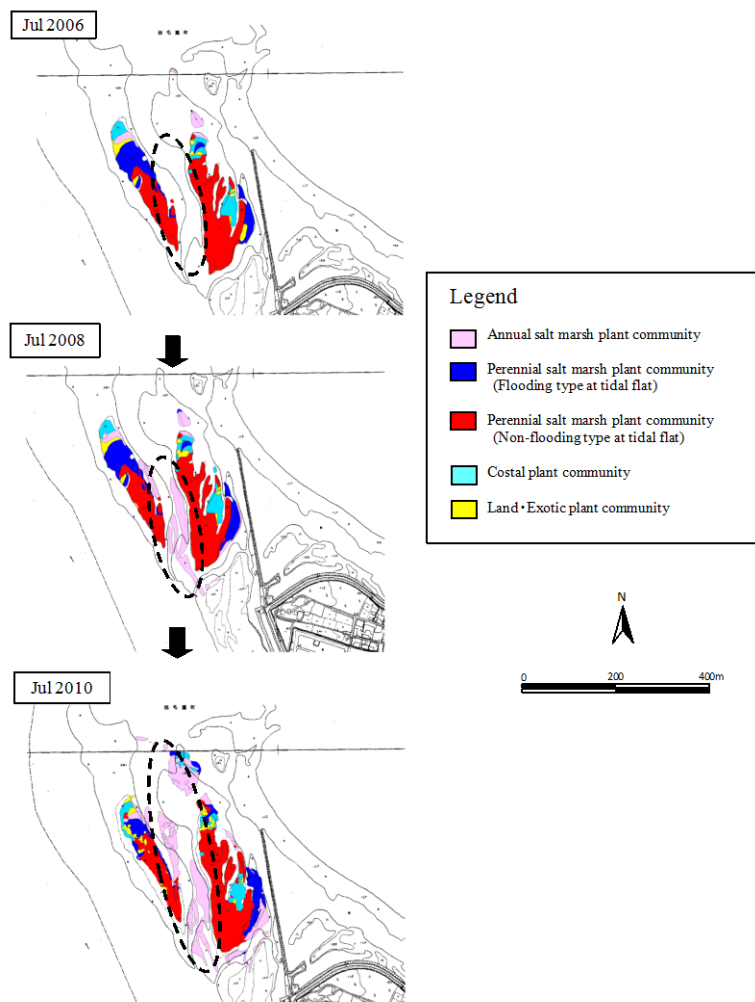 Jul 2006
Jul 2008
Jul 2010
Legend
Annual salt marsh plant community
Perennial salt marsh plant community
(Flooding type at tidal flat)
Perennial salt marsh plant community
(Non-flooding type at tidal flat)
Costal plant community
Land・Exotic plant community
N
0 200 400m